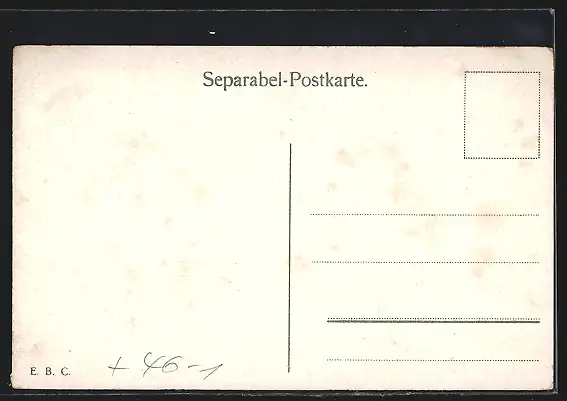 Separabel-Postkarte.
E. B. C.
+ 46-1